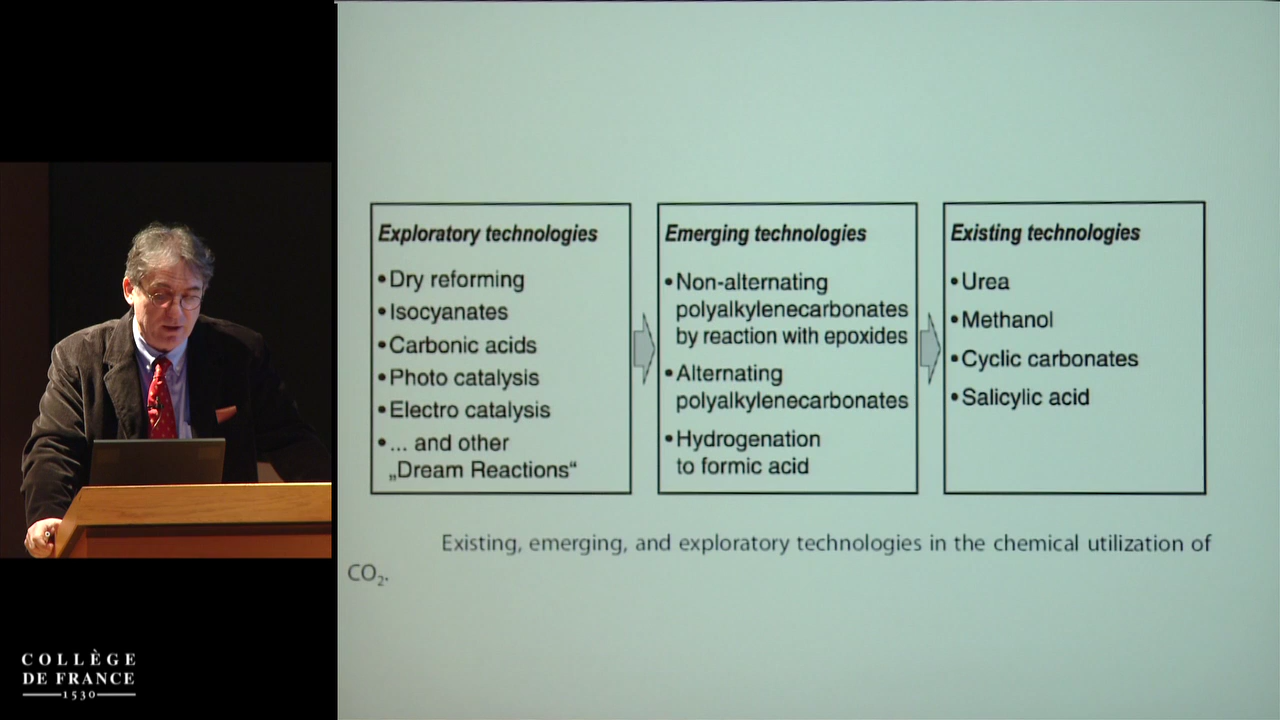 Exploratory technologies
•Dry reforming
•Isocyanates
•Carbonic acids
•Photo catalysis
•Electro catalysis
•... and other
„Dream Reactions“
Emerging technologies
•Non-alternating
polyalkylenecarbonates
by reaction with epoxides
•Alternating
polyalkylenecarbonates
•Hydrogenation
to formic acid
Existing technologies
•Urea
•Methanol
•Cyclic carbonates
•Salicylic acid
Existing, emerging, and exploratory technologies in the chemical utilization of
CO₂.
COLLÈGE
DE FRANCE
1530